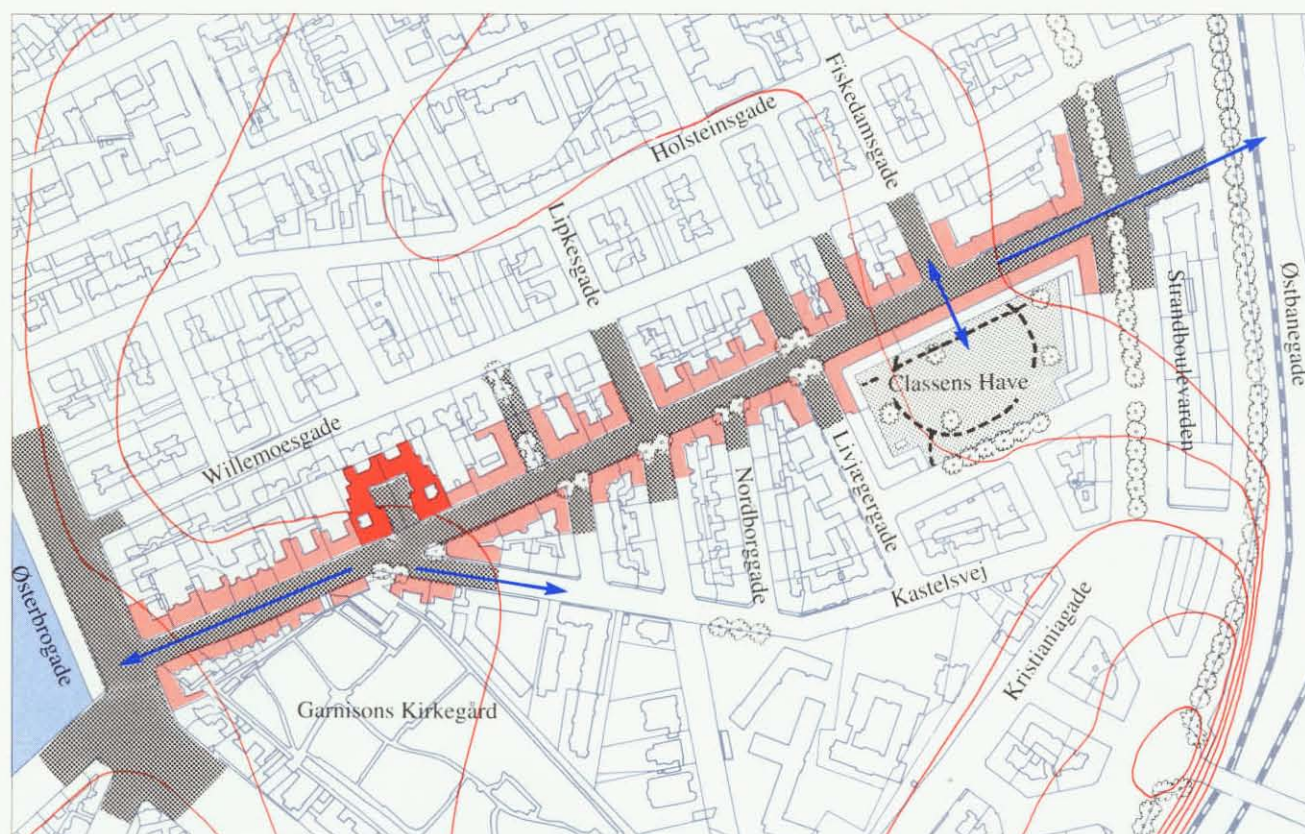 Fiskedamsgade
Holsteinsgade
Lipkesgade
Østbanegade
Strandboulevarden
Classens Have
Willemoesgade
Livjægergade
Nordborggade
Kastelsvej
Østerbrogade
Kristianiagade
Garnisons Kirkegård